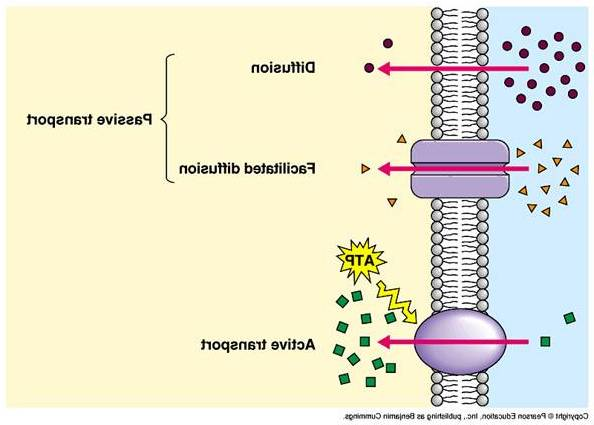 Diffusion
Passive transport
Facilitated diffusion
ATP
Active transport
Copyright © Pearson Education, Inc., publishing as Benjamin Cummings.